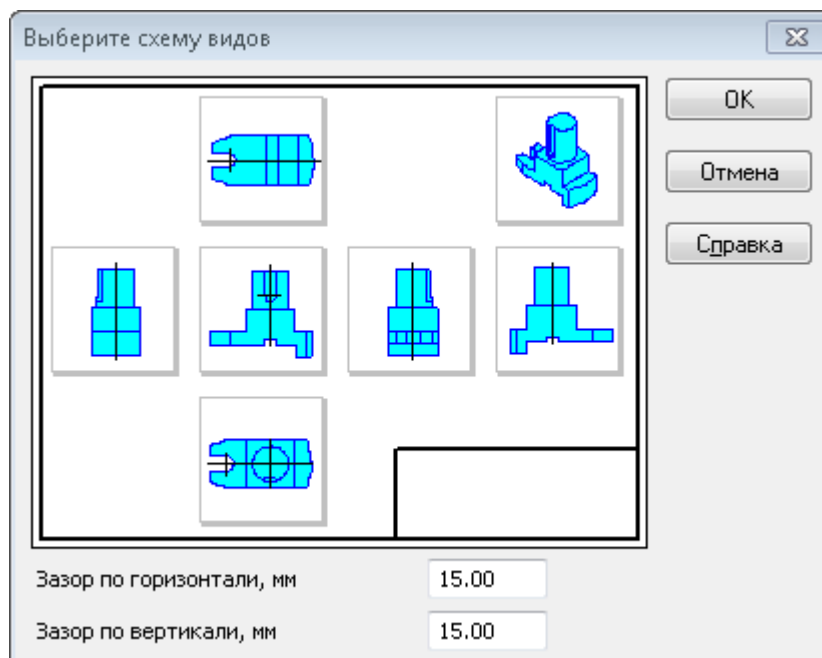 Выберите схему видов
OK
Отмена
Справка
Зазор по горизонтали, мм
15.00
Зазор по вертикали, мм
15.00